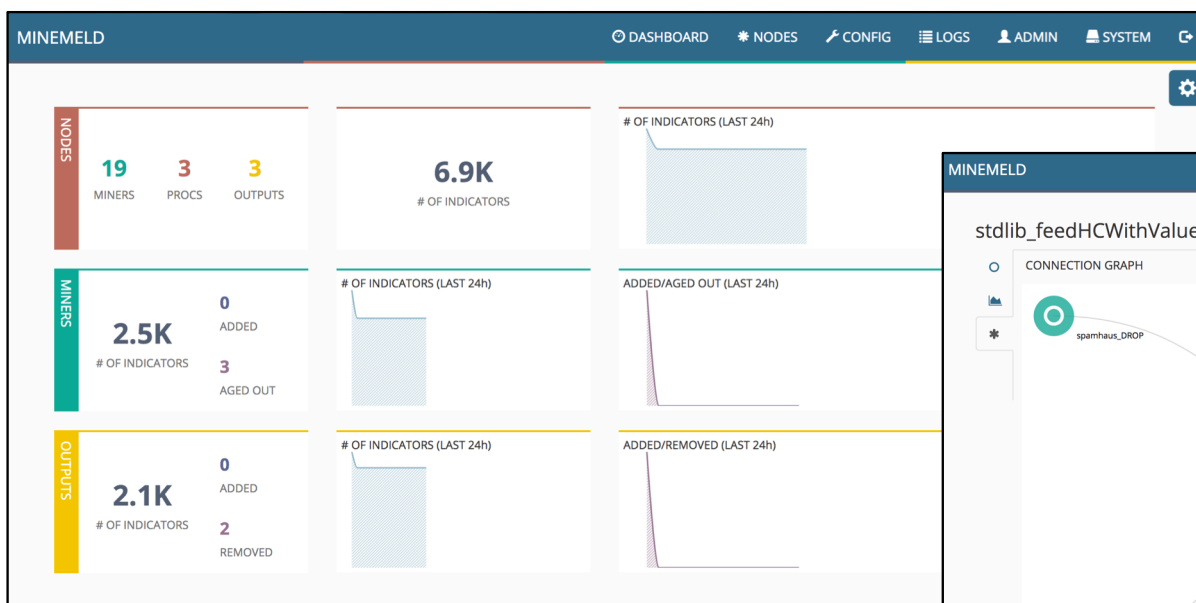 MINEMELD
DASHBOARD NODES CONFIG LOGS ADMIN SYSTEM
NODES
19
MINERS
3
PROCS
3
OUTPUTS
6.9K
# OF INDICATORS
# OF INDICATORS (LAST 24h)
MINERS
2.5K
# OF INDICATORS
0
ADDED
3
AGED OUT
# OF INDICATORS (LAST 24h)
ADDED/AGED OUT (LAST 24h)
OUTPUTS
2.1K
# OF INDICATORS
0
ADDED
2
REMOVED
# OF INDICATORS (LAST 24h)
ADDED/REMOVED (LAST 24h)
MINEMELD
stdlib_feedHCWithValue
CONNECTION GRAPH
spamhaus_DROP